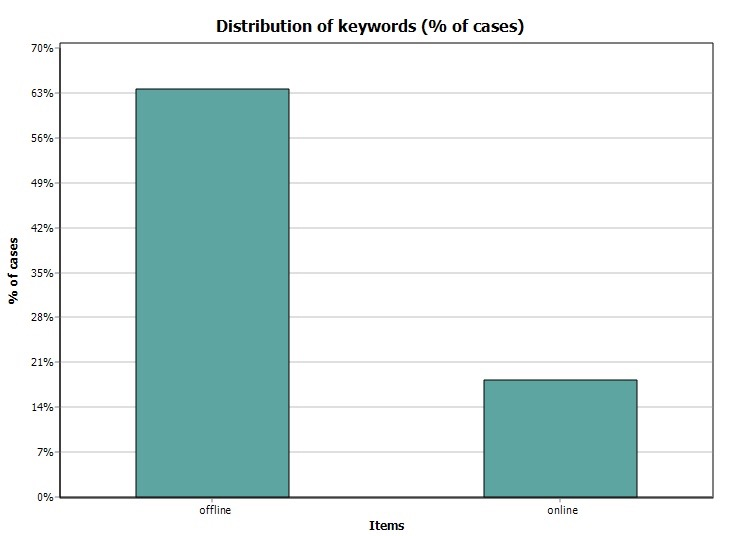 Distribution of keywords (% of cases)
70%
63%
56%
49%
42%
35%
28%
21%
14%
7%
0%
% of cases
offline
online
Items